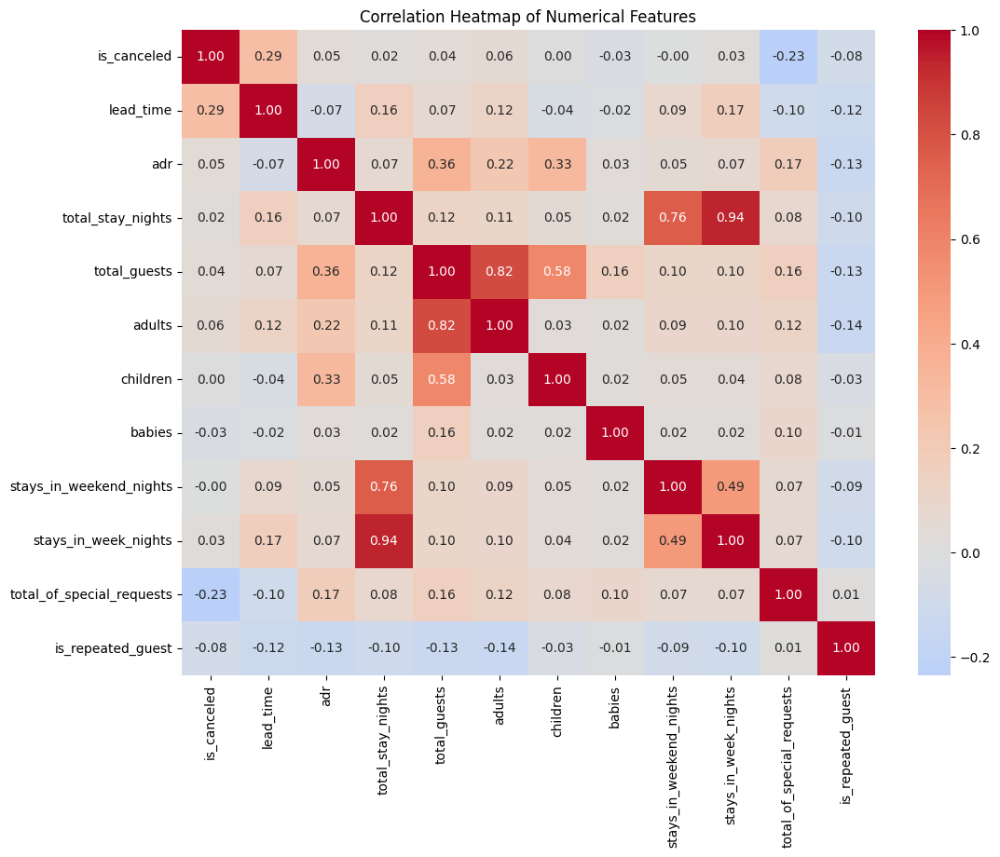 Correlation Heatmap of Numerical Features
is_canceled 1.00 0.29 0.05 0.02 0.04 0.06 0.00 -0.03 -0.00 0.03 -0.23 -0.08
lead_time 0.29 1.00 -0.07 0.16 0.07 0.12 -0.04 -0.02 0.09 0.17 -0.10 -0.12
adr 0.05 -0.07 1.00 0.07 0.36 0.22 0.33 0.03 0.05 0.07 0.17 -0.13
total_stay_nights 0.02 0.16 0.07 1.00 0.12 0.11 0.05 0.02 0.76 0.94 0.08 -0.10
total_guests 0.04 0.07 0.36 0.12 1.00 0.82 0.58 0.16 0.10 0.10 0.16 -0.13
adults 0.06 0.12 0.22 0.11 0.82 1.00 0.03 0.02 0.09 0.10 0.12 -0.14
children 0.00 -0.04 0.33 0.05 0.58 0.03 1.00 0.02 0.05 0.04 0.08 -0.03
babies -0.03 -0.02 0.03 0.02 0.16 0.02 0.02 1.00 0.02 0.02 0.10 -0.01
stays_in_weekend_nights -0.00 0.09 0.05 0.76 0.10 0.09 0.05 0.02 1.00 0.49 0.07 -0.09
stays_in_week_nights 0.03 0.17 0.07 0.94 0.10 0.10 0.04 0.02 0.49 1.00 0.07 -0.10
total_of_special_requests -0.23 -0.10 0.17 0.08 0.16 0.12 0.08 0.10 0.07 0.07 1.00 0.01
is_repeated_guest -0.08 -0.12 -0.13 -0.10 -0.13 -0.14 -0.03 -0.01 -0.09 -0.10 0.01 1.00
is_canceled
lead_time
adr
total_stay_nights
total_guests
adults
children
babies
stays_in_weekend_nights
stays_in_week_nights
total_of_special_requests
is_repeated_guest
1.0
0.8
0.6
0.4
0.2
0.0
−0.2